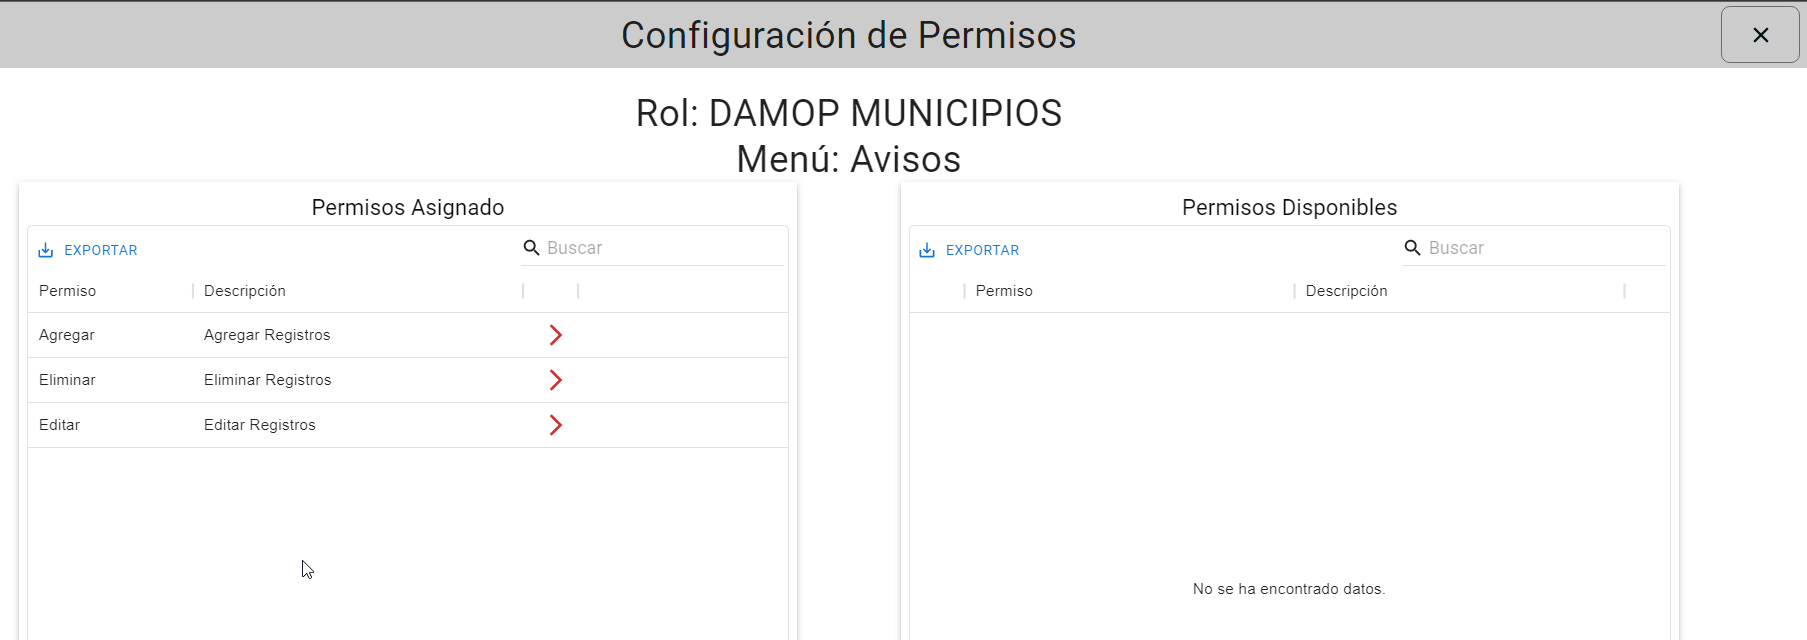 Configuración de Permisos
Rol: DAMOP MUNICIPIOS
Menú: Avisos
Permisos Asignado
EXPORTAR
Buscar
Permiso Descripción
Agregar Agregar Registros
Eliminar Eliminar Registros
Editar Editar Registros
Permisos Disponibles
EXPORTAR
Buscar
Permiso Descripción
No se ha encontrado datos.